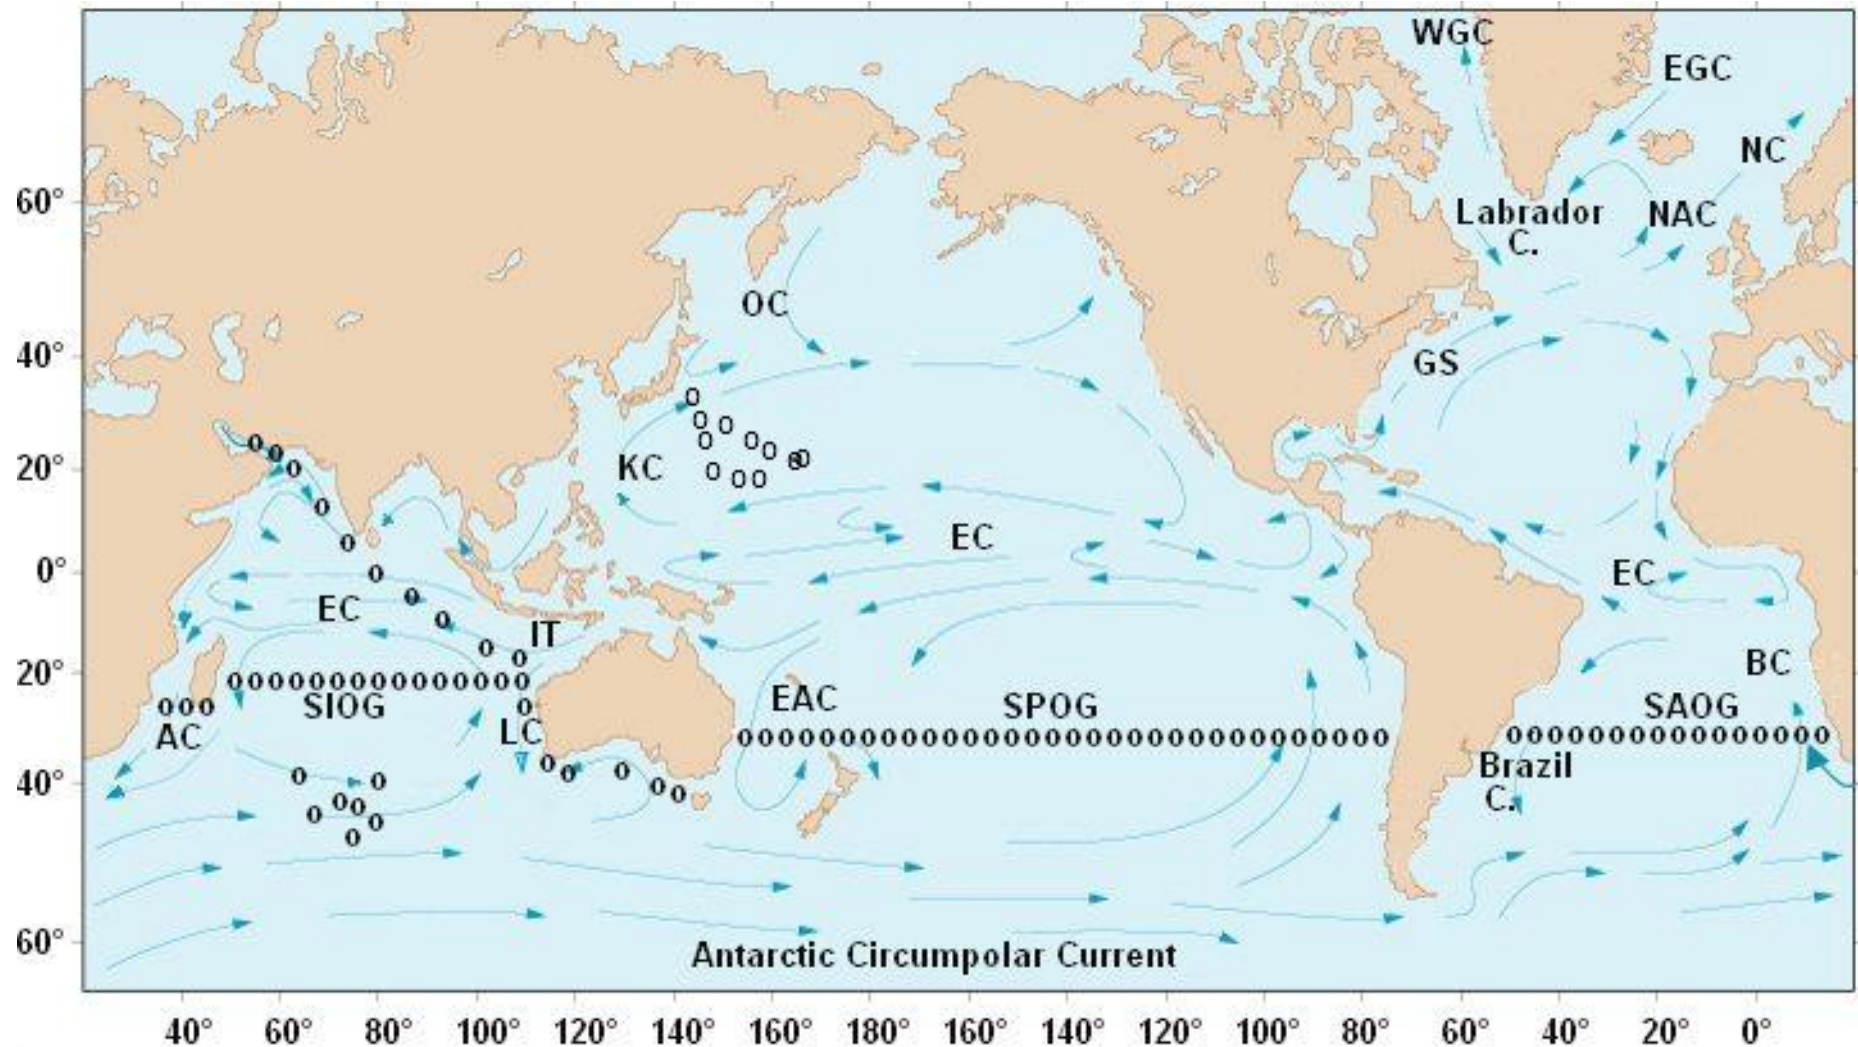 WGC
EGC
NC
60°
Labrador
C.
NAC
OC
40°
GS
20°
KC
EC
0°
EC
EC
IT
20°
BC
SIOG
EAC
SPOG
SAOG
AC
LC
40°
Brazil
C.
60°
Antarctic Circumpolar Current
40° 60° 80° 100° 120° 140° 160° 180° 160° 140° 120° 100° 80° 60° 40° 20° 0°